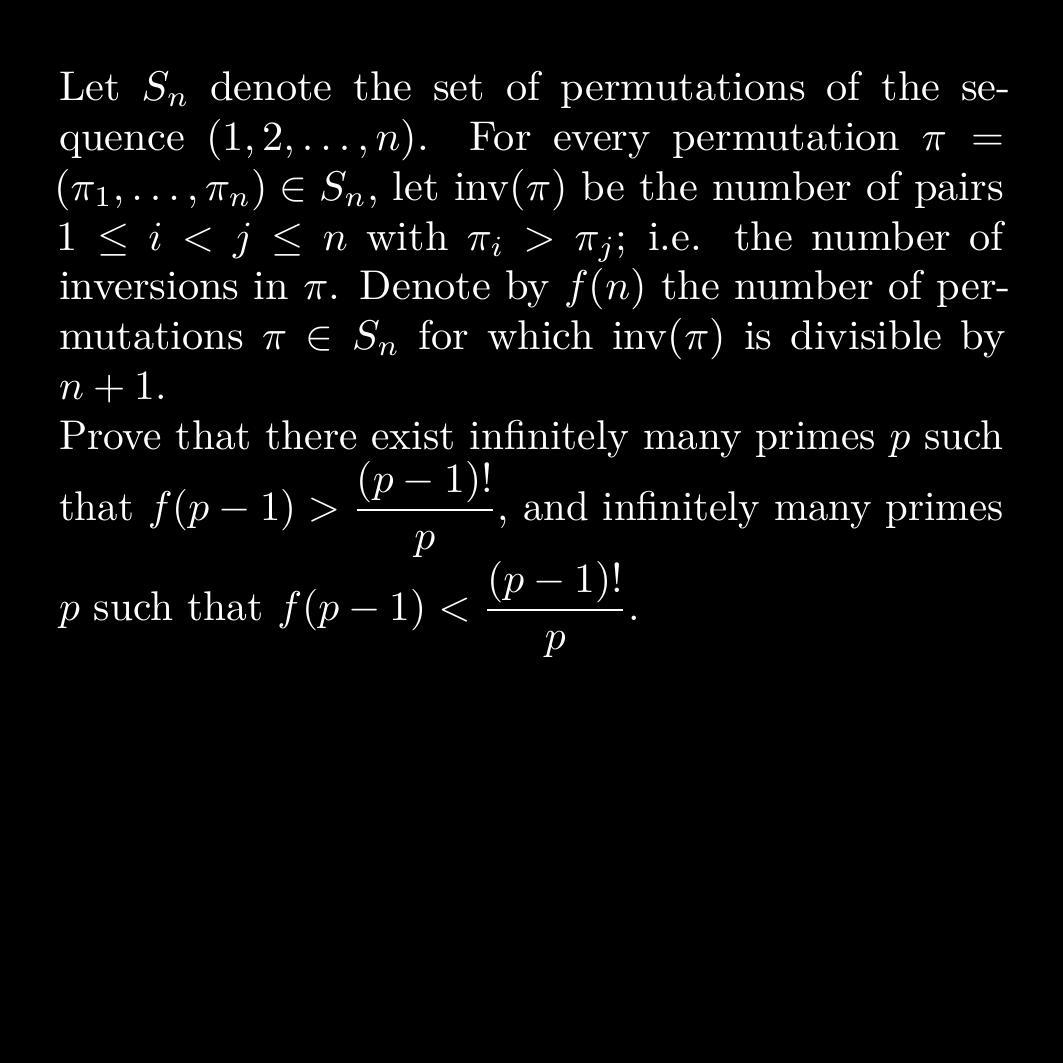 Let $S_n$ denote the set of permutations of the se-
quence $(1, 2, \ldots, n)$. For every permutation $\pi =$
$(\pi_1, \ldots, \pi_n) \in S_n$, let $\mathrm{inv}(\pi)$ be the number of pairs
$1 \leq i < j \leq n$ with $\pi_i > \pi_j$; i.e. the number of
inversions in $\pi$. Denote by $f(n)$ the number of per-
mutations $\pi \in S_n$ for which $\mathrm{inv}(\pi)$ is divisible by
$n + 1$.
Prove that there exist infinitely many primes $p$ such
that $f(p-1) > \dfrac{(p-1)!}{p}$, and infinitely many primes
$p$ such that $f(p-1) < \dfrac{(p-1)!}{p}$.